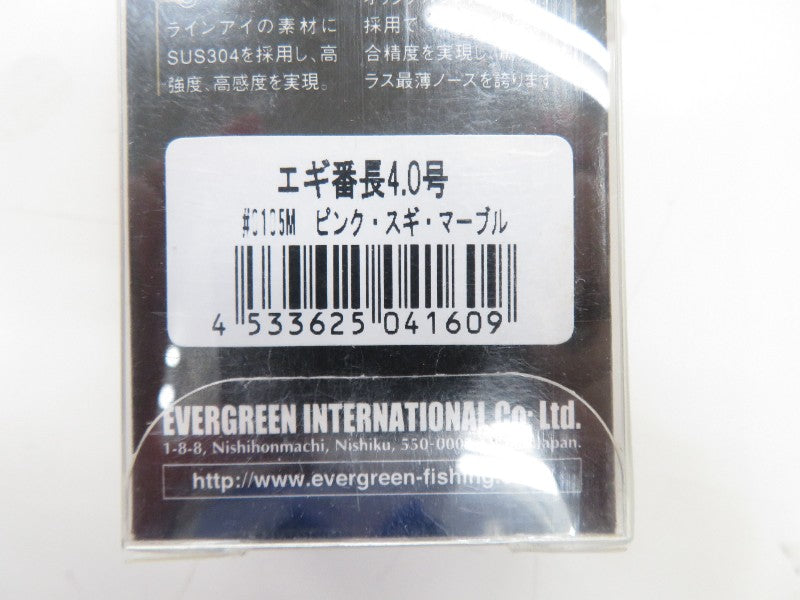 ラインアイの素材に
SUS304を採用し、高
強度、高感度を実現。
採用で
合精度を実現し、
ラス最薄ノーズを誇ります
エギ番長4.0号
ピンク・スギ・マーブル
4 533625 041609
EVERGREEN INTERNATIONAL Co; Ltd.
1-8-8, Nishihonmachi, Nishiku, Japan.
http://www.evergreen-fishing.